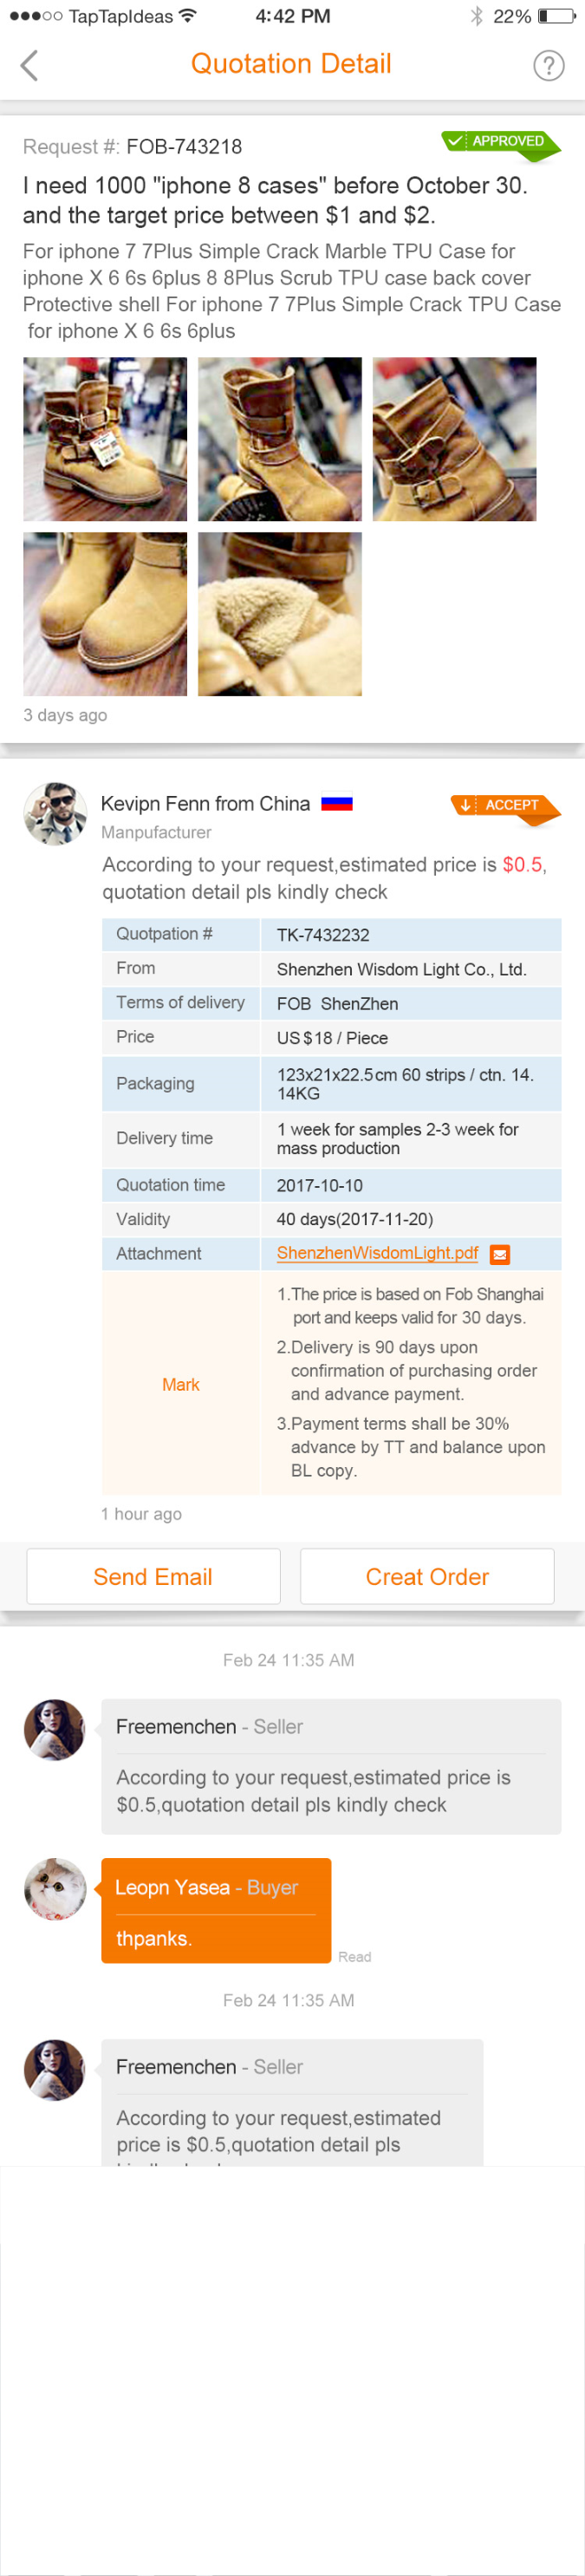 TapTapIdeas
4:42 PM
22%
Quotation Detail
?
Request #: FOB-743218
APPROVED
I need 1000 "iphone 8 cases" before October 30.
and the target price between $1 and $2.
For iphone 7 7Plus Simple Crack Marble TPU Case for
iphone X 6 6s 6plus 8 8Plus Scrub TPU case back cover
Protective shell For iphone 7 7Plus Simple Crack TPU Case
for iphone X 6 6s 6plus
3 days ago
Kevipn Fenn from China
ACCEPT
Manpufacturer
According to your request,estimated price is $0.5,
quotation detail pls kindly check
Quotpation #
TK-7432232
From
Shenzhen Wisdom Light Co., Ltd.
Terms of delivery
FOB ShenZhen
Price
US$18 / Piece
Packaging
123x21x22.5cm 60 strips / ctn. 14.
14KG
Delivery time
1 week for samples 2-3 week for
mass production
Quotation time
2017-10-10
Validity
40 days(2017-11-20)
Attachment
ShenzhenWisdomLight.pdf
Mark
1.The price is based on Fob Shanghai
port and keeps valid for 30 days.
2.Delivery is 90 days upon
confirmation of purchasing order
and advance payment.
3.Payment terms shall be 30%
advance by TT and balance upon
BL copy.
1 hour ago
Send Email
Creat Order
Feb 24 11:35 AM
Freemenchen - Seller
According to your request,estimated price is
$0.5,quotation detail pls kindly check
Leopn Yasea - Buyer
thpanks.
Read
Feb 24 11:35 AM
Freemenchen - Seller
According to your request,estimated
price is $0.5,quotation detail pls